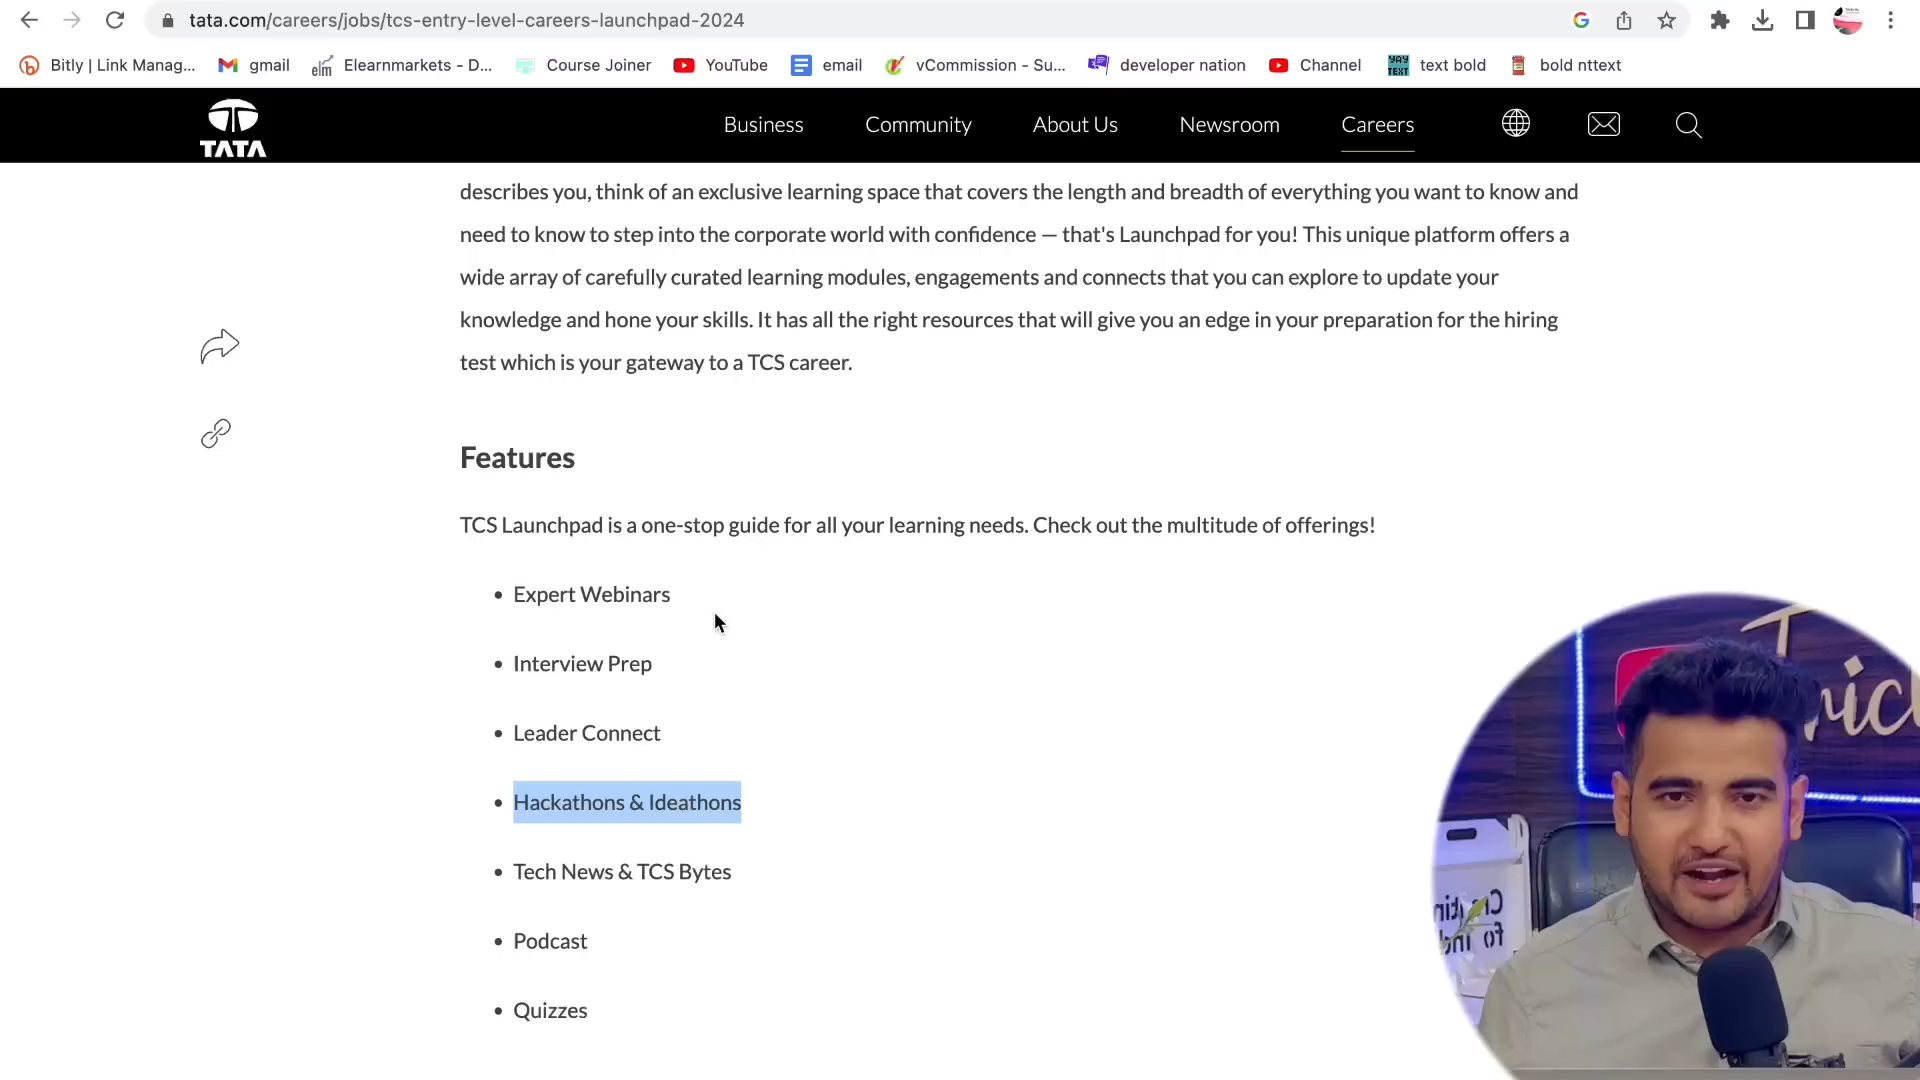 tata.com/careers/jobs/tcs-entry-level-careers-launchpad-2024
Bitly | Link Manag...
gmail
Elearnmarkets - D...
Course Joiner
YouTube
email
vCommission - Su...
developer nation
Channel
YAY TEXT
text bold
bold nttext
TATA
Business
Community
About Us
Newsroom
Careers
describes you, think of an exclusive learning space that covers the length and breadth of everything you want to know and
need to know to step into the corporate world with confidence — that's Launchpad for you! This unique platform offers a
wide array of carefully curated learning modules, engagements and connects that you can explore to update your
knowledge and hone your skills. It has all the right resources that will give you an edge in your preparation for the hiring
test which is your gateway to a TCS career.
Features
TCS Launchpad is a one-stop guide for all your learning needs. Check out the multitude of offerings!
• Expert Webinars
• Interview Prep
• Leader Connect
• Hackathons & Ideathons
• Tech News & TCS Bytes
• Podcast
• Quizzes